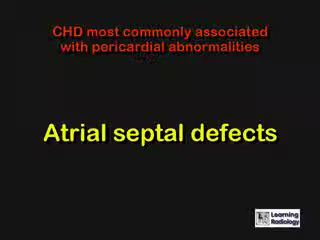 CHD most commonly associated
with pericardial abnormalities
Atrial septal defects
Learning
Radiology